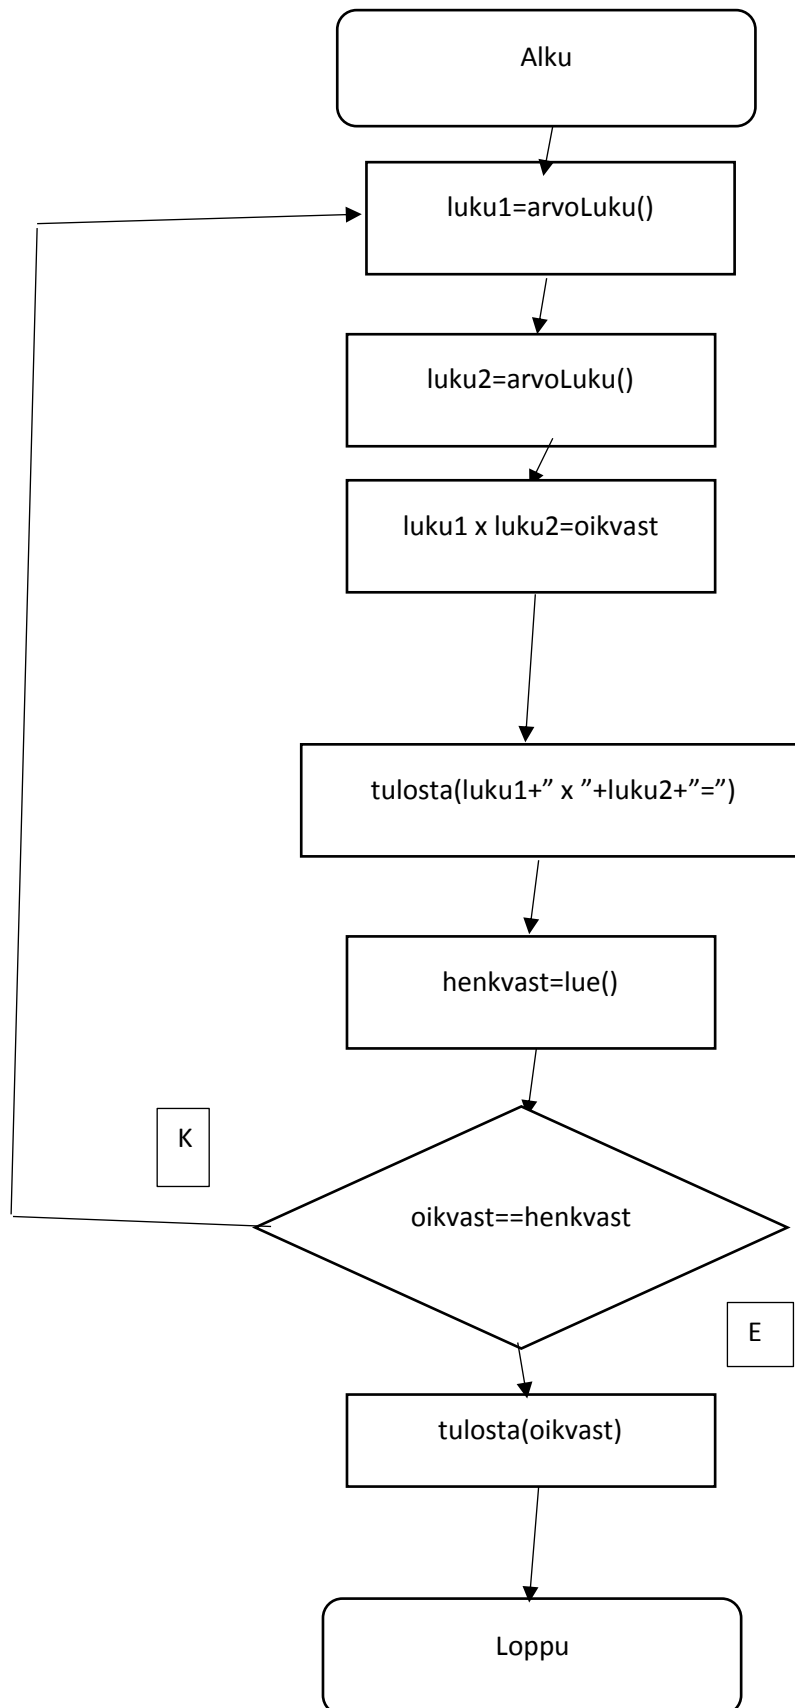 Alku
luku1=arvoLuku()
luku2=arvoLuku()
luku1 x luku2=oikvast
tulosta(luku1+” x ”+luku2+”=”)
henkvast=lue()
K
oikvast==henkvast
E
tulosta(oikvast)
Loppu